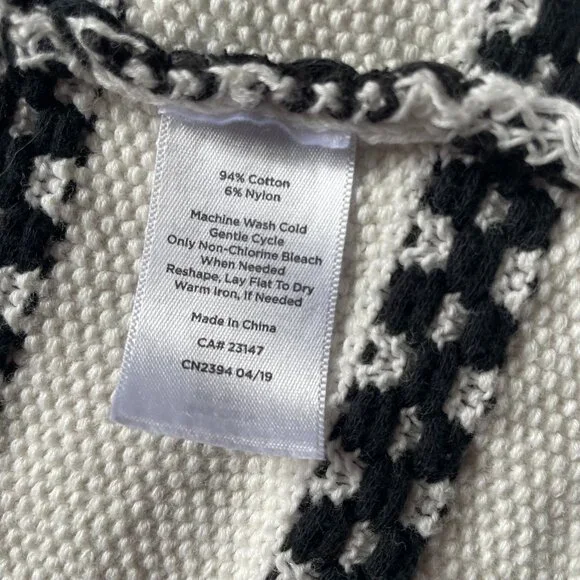 94% Cotton
6% Nylon
Machine Wash Cold
Gentle Cycle
Only Non-Chlorine Bleach
When Needed
Reshape, Lay Flat To Dry
Warm Iron, If Needed
Made In China
CA# 23147
CN2394 04/19